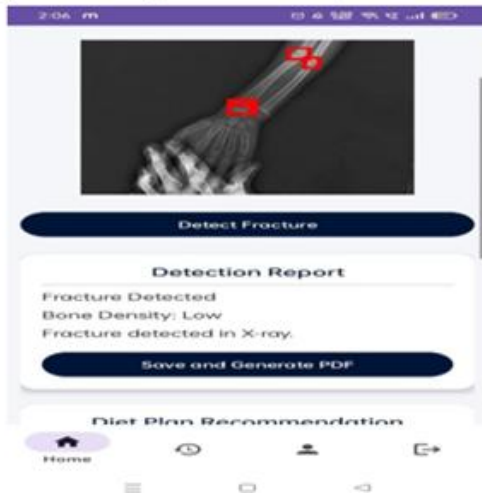 2:06 m
Detect Fracture
Detection Report
Fracture Detected
Bone Density: Low
Fracture detected in X-ray.
Save and Generate PDF
Diet Plan Recommendation
Home